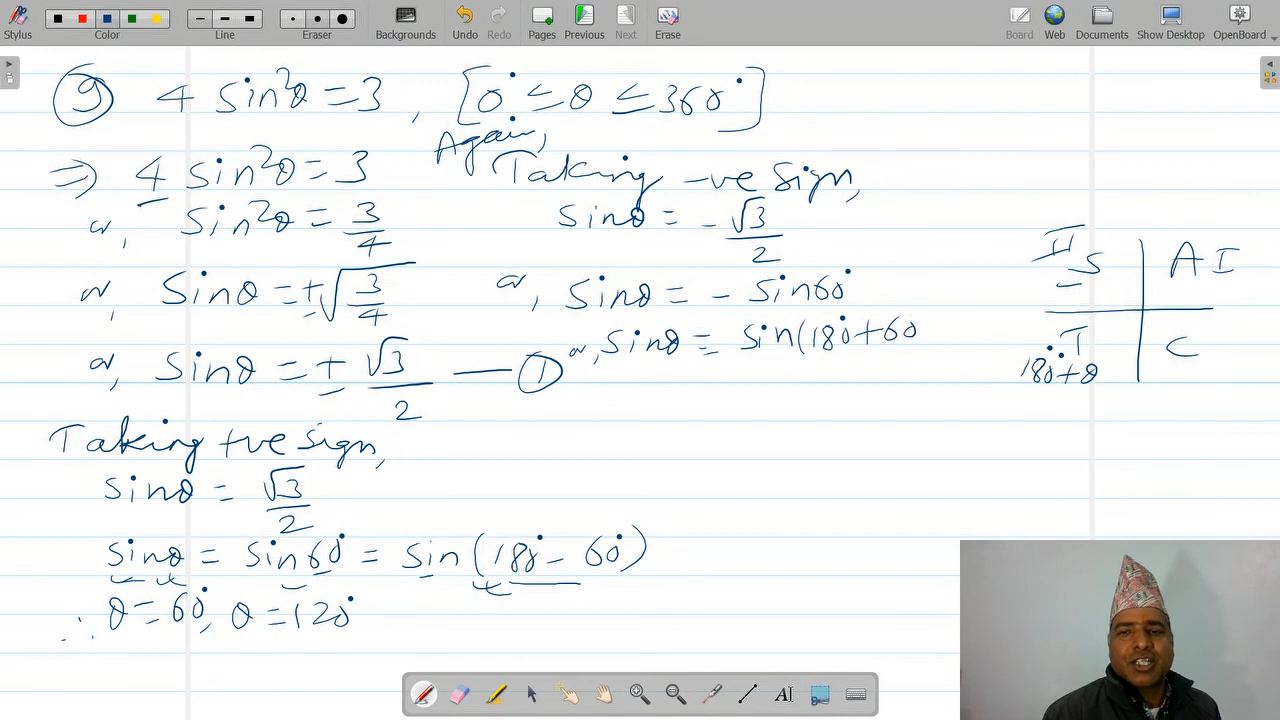 Stylus
Color
Line
Eraser
Backgrounds
Undo
Redo
Pages
Previous
Next
Erase
Board
Web
Documents
Show Desktop
OpenBoard
9 4 Sin²θ = 3 , [0° ≤ θ ≤ 360°]
⇒ 4 sin²θ = 3
or, sin²θ = 3/4
or, Sinθ = ±√(3/4)
or, Sinθ = ± √3/2 — 1
Taking +ve sign,
sinθ = √3/2
sinθ = sin60° = sin(180° - 60°)
∴ θ = 60°, θ = 120°
Again,
Taking -ve sign,
sinθ = - √3/2
or, sinθ = - sin60°
or, sinθ = sin(180° + 60
II S A I
T C
180° + θ
AI